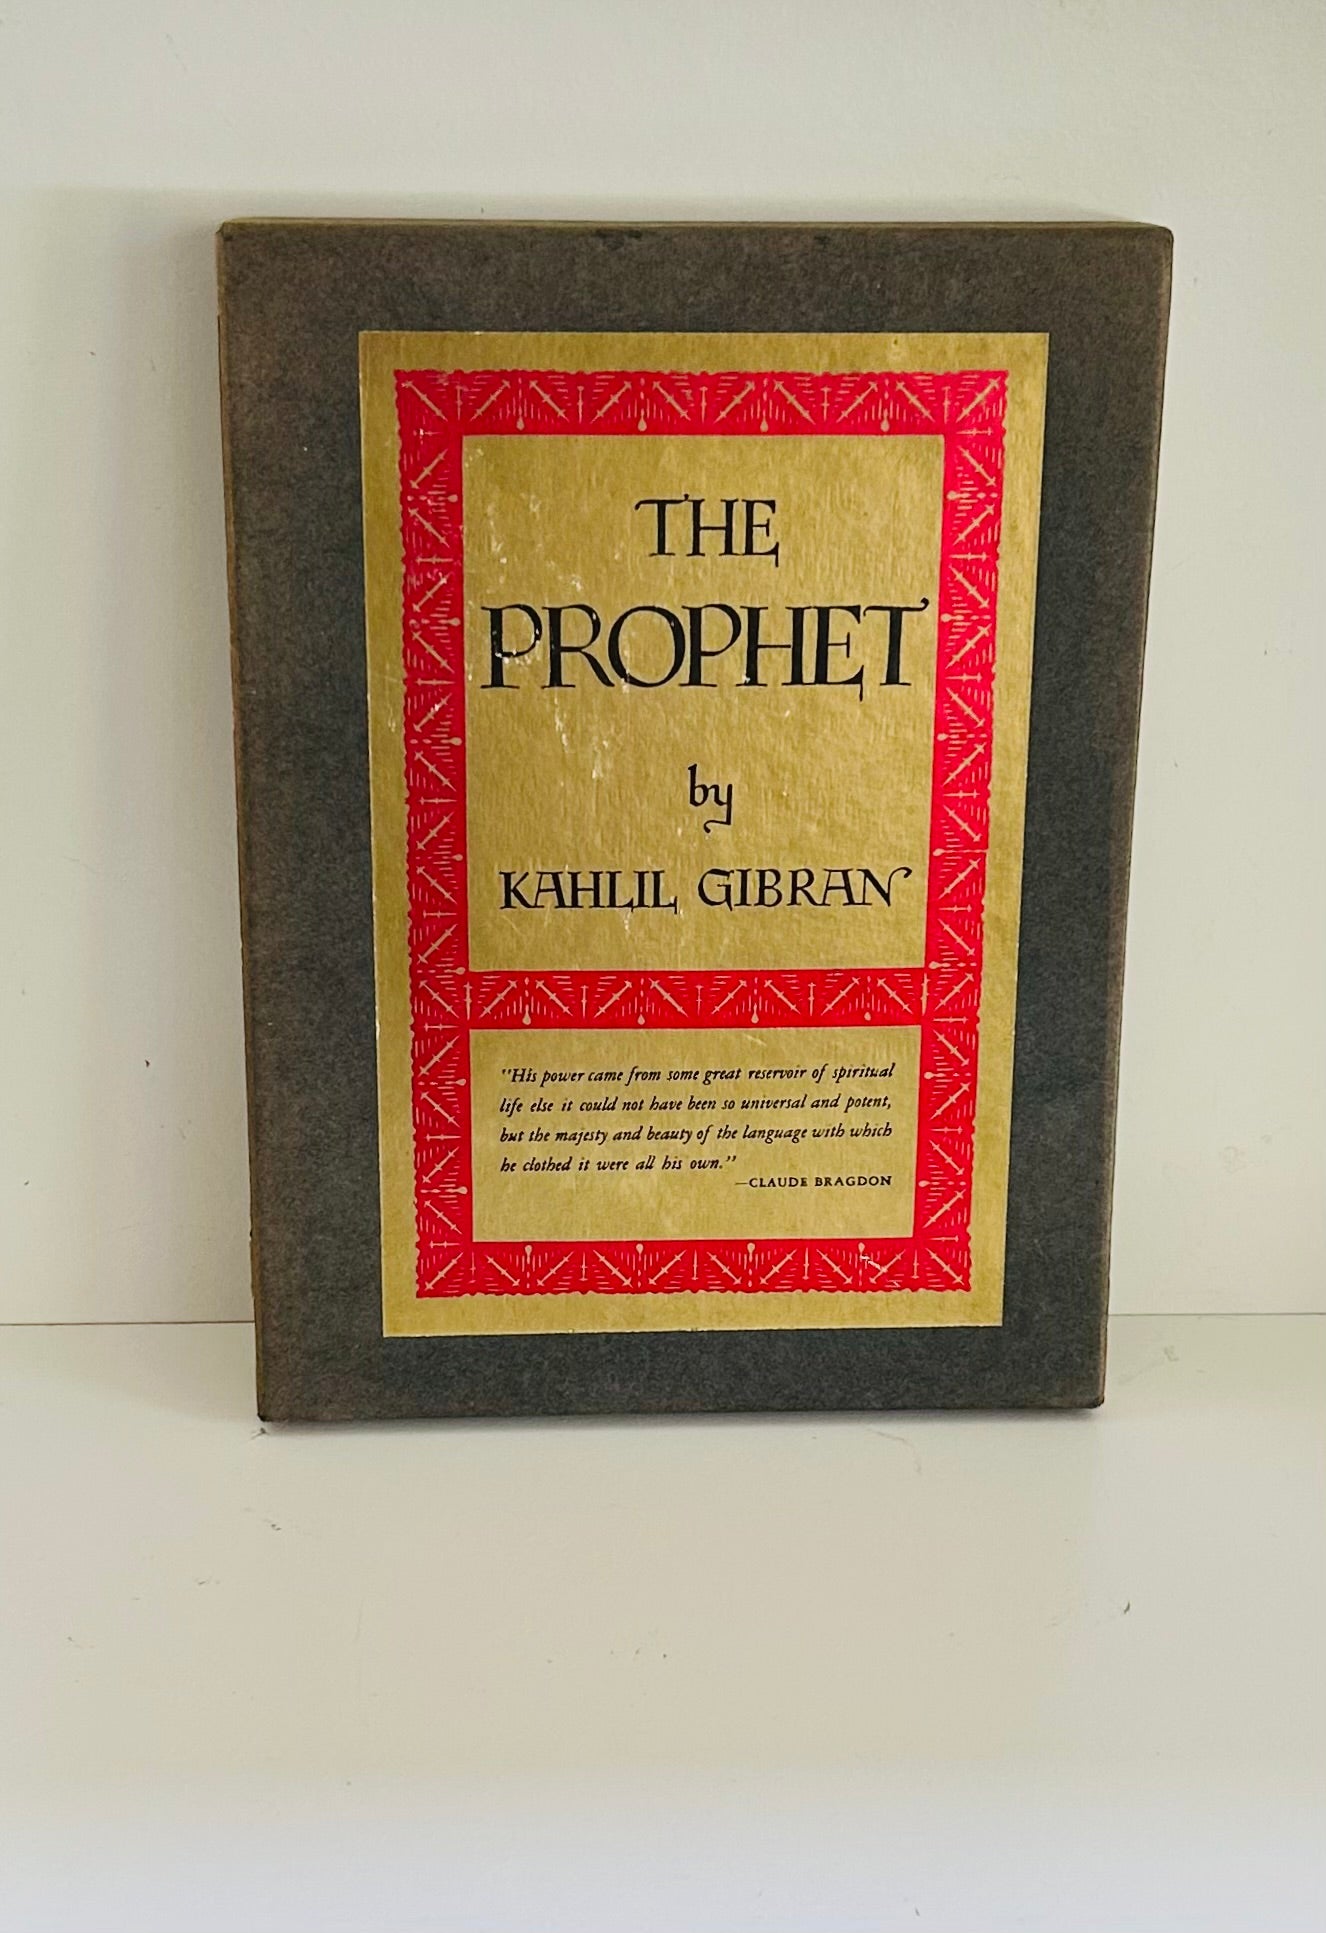 THE
PROPHET
by
KAHLIL GIBRAN
"His power came from some great reservoir of spiritual
life else it could not have been so universal and potent,
but the majesty and beauty of the language with which
he clothed it were all his own."
—CLAUDE BRAGDON